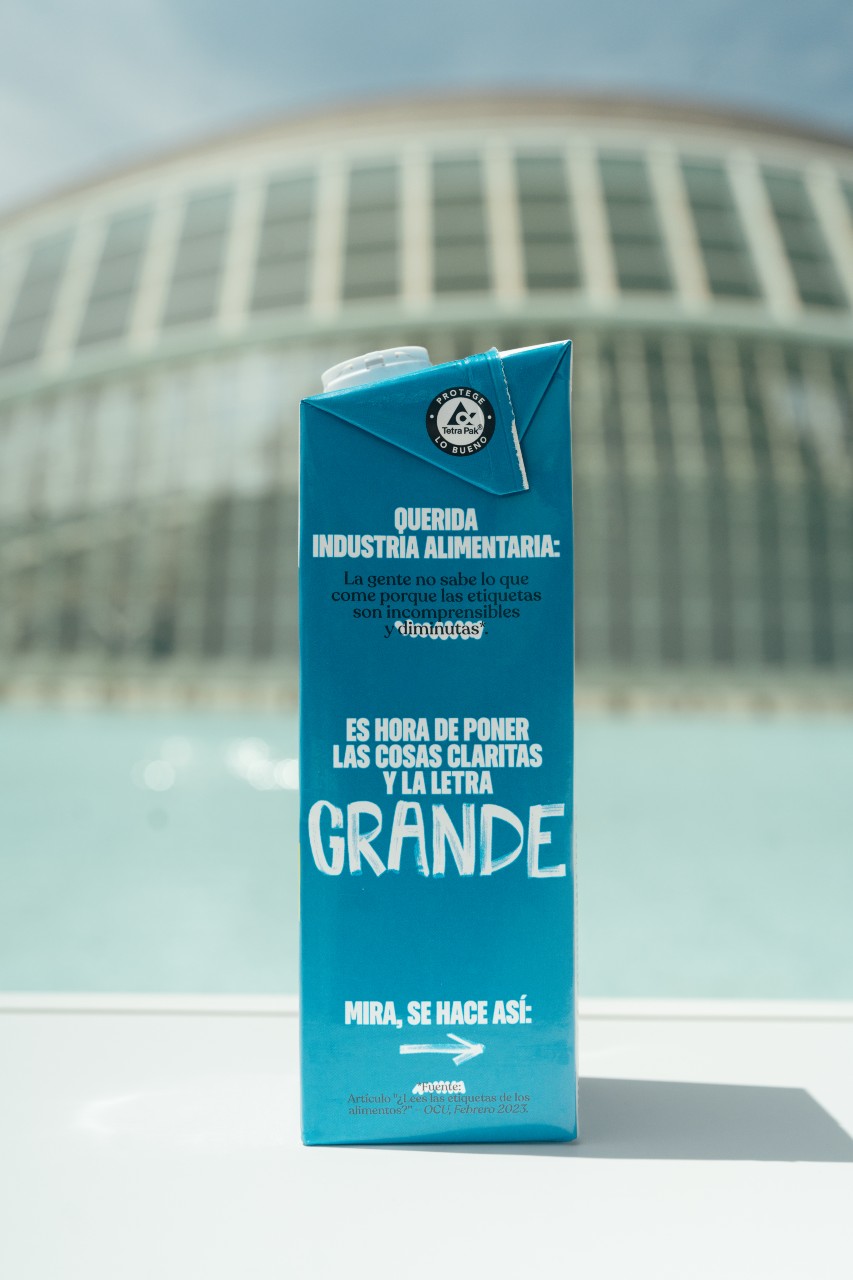 PROTEGE
Tetra Pak®
LO BUENO
QUERIDA
INDUSTRIA ALIMENTARIA:
La gente no sabe lo que
come porque las etiquetas
son incomprensibles
y diminutas*.
ES HORA DE PONER
LAS COSAS CLARITAS
Y LA LETRA
GRANDE
MIRA, SE HACE ASÍ:
*Fuente:
Artículo "¿Lees las etiquetas de los
alimentos?" – OCU, Febrero 2023.